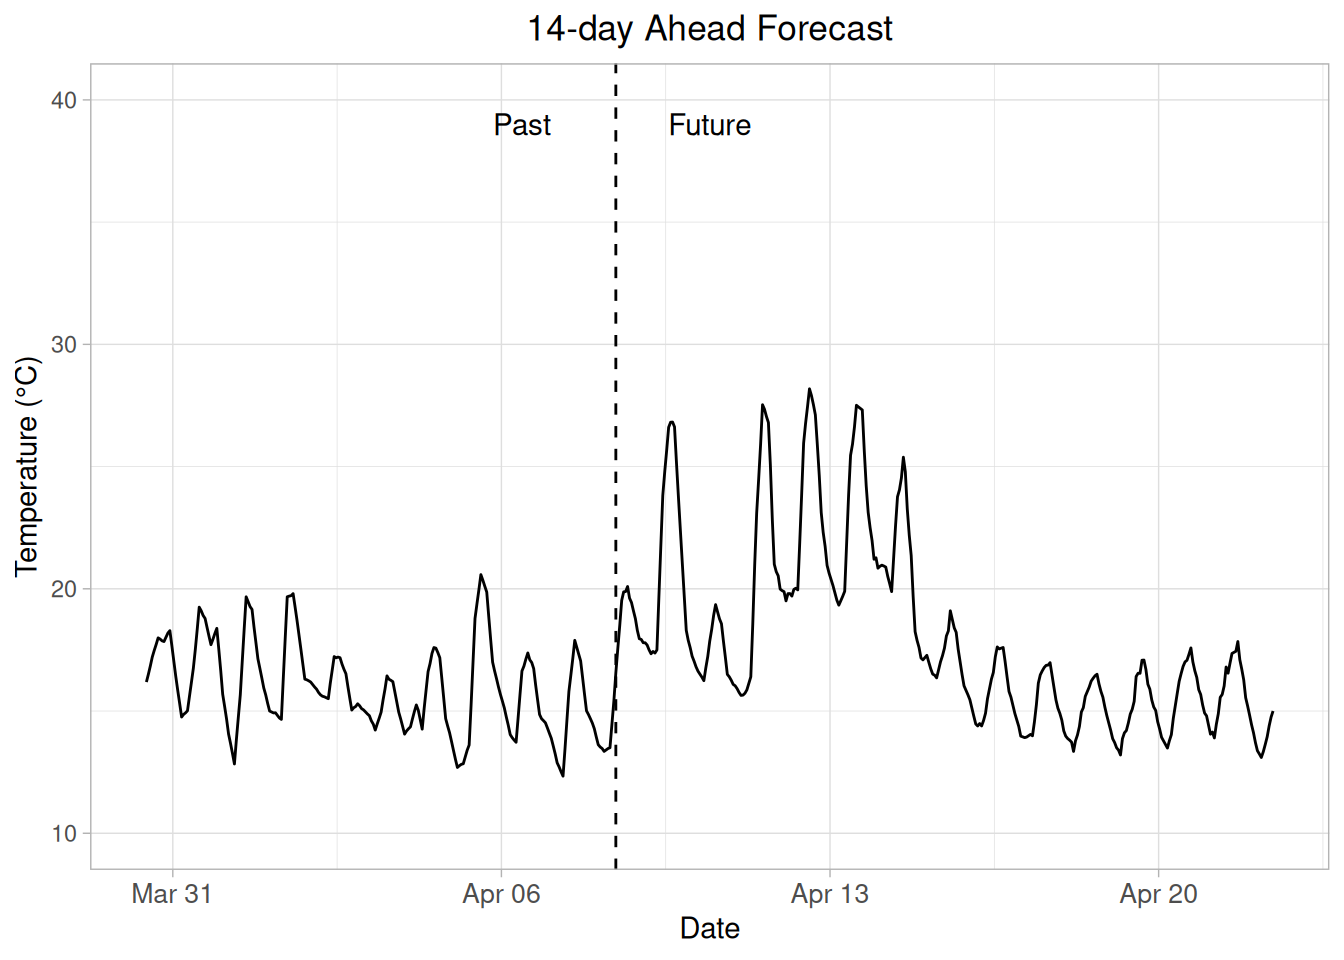 14-day Ahead Forecast
40
Past
Future
30
20
10
Temperature (°C)
Mar 31
Apr 06
Apr 13
Apr 20
Date